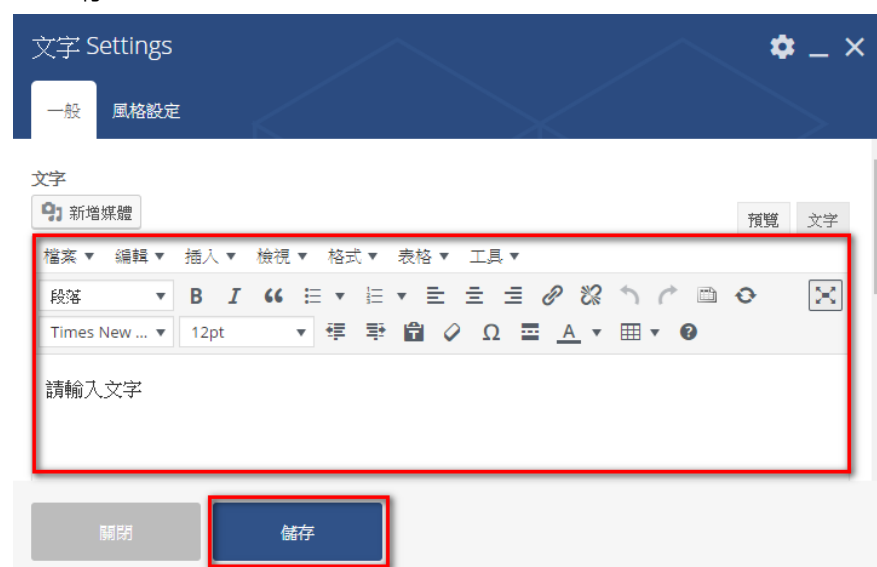 文字 Settings
一般 風格設定
文字
新增媒體
預覽 文字
檔案 編輯 插入 檢視 格式 表格 工具
段落 B I
Times New ... 12pt Ω A
請輸入文字
關閉 儲存